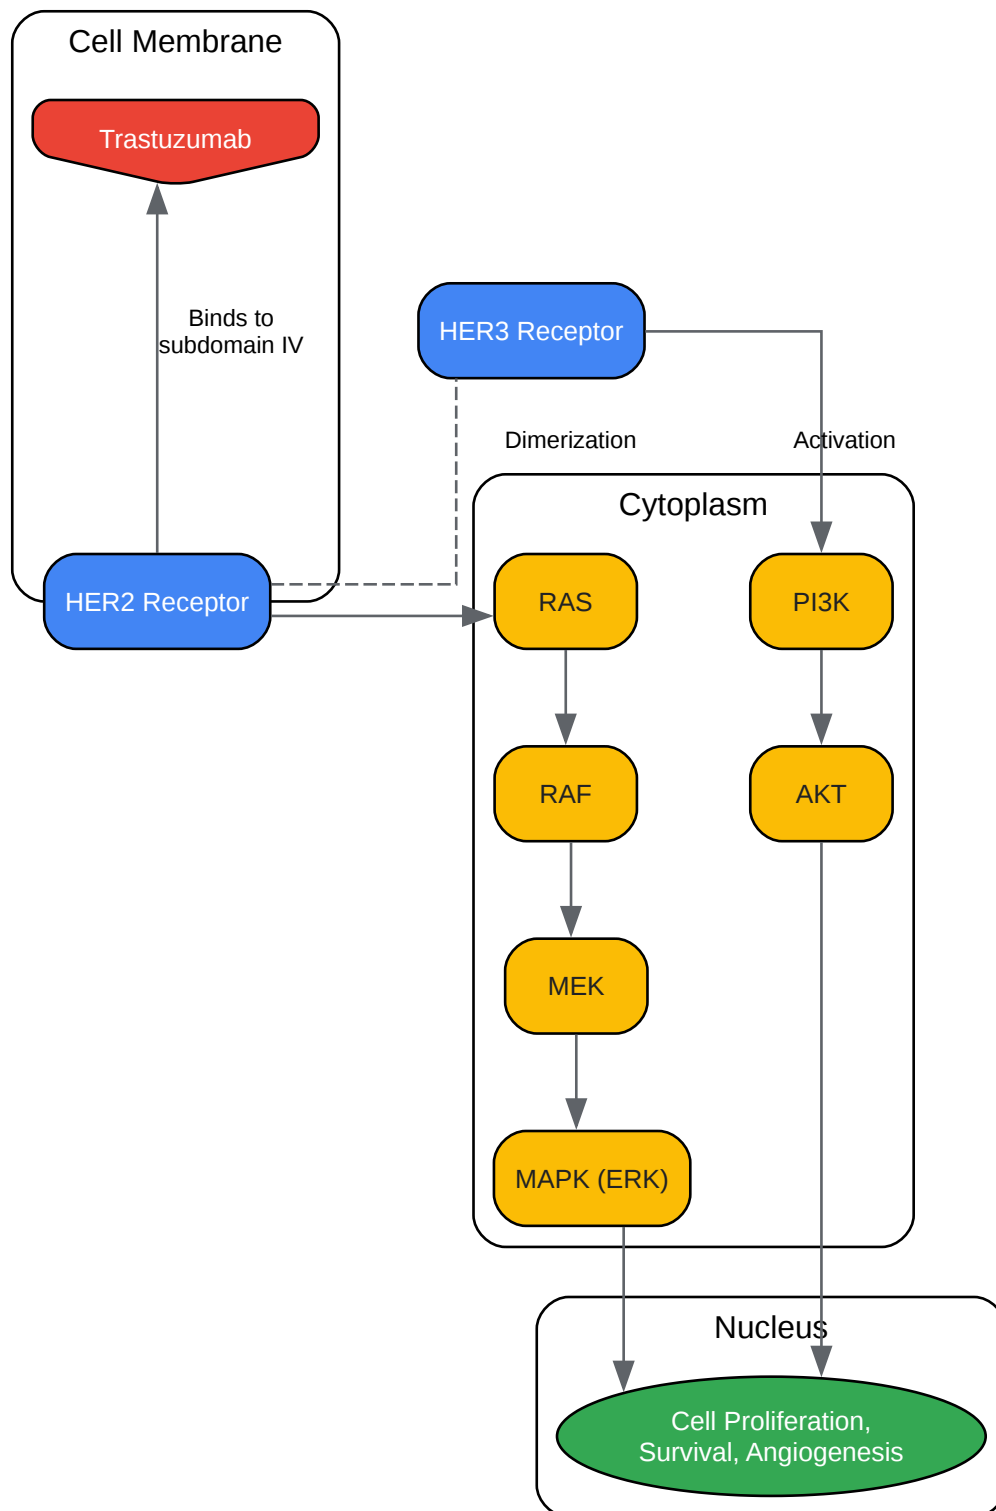 Cell Membrane
Trastuzumab
Binds to
subdomain IV
HER3 Receptor
Dimerization
Activation
Cytoplasm
HER2 Receptor
RAS
PI3K
RAF
AKT
MEK
MAPK (ERK)
Nucleus
Cell Proliferation,
Survival, Angiogenesis